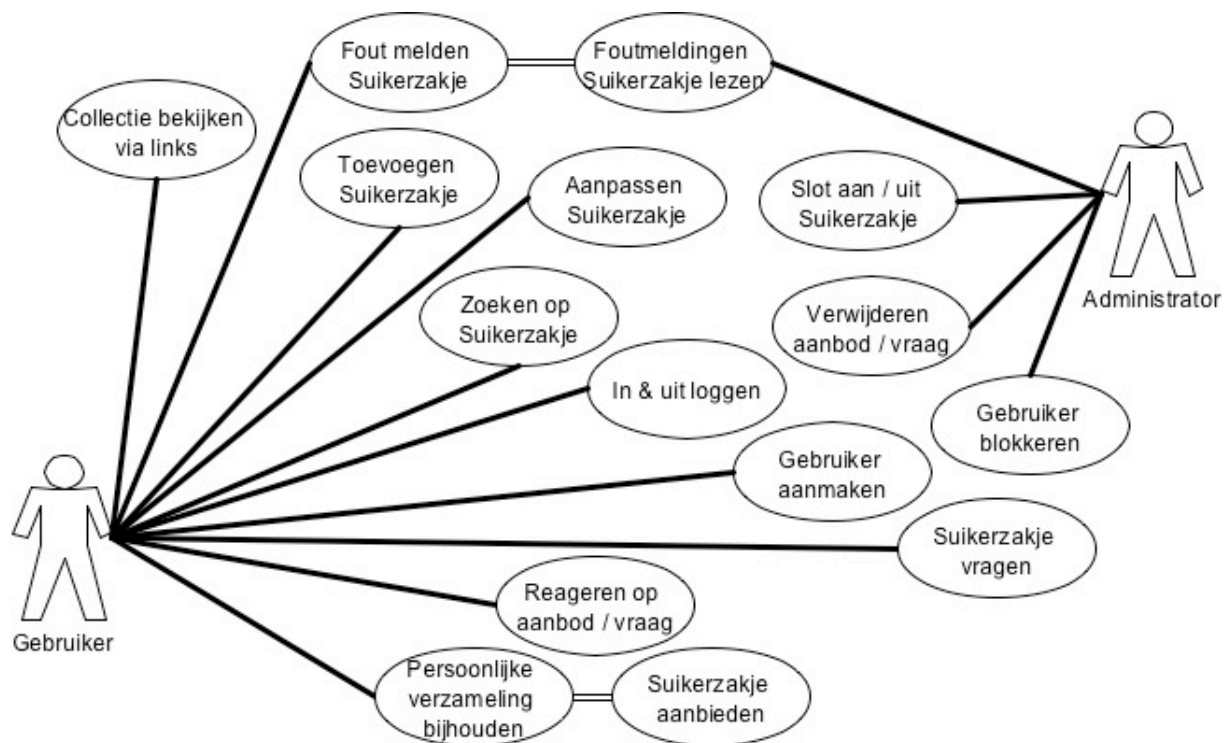 Fout melden
Suikerzakje
Foutmeldingen
Suikerzakje lezen
Collectie bekijken
via links
Toevoegen
Suikerzakje
Aanpassen
Suikerzakje
Slot aan / uit
Suikerzakje
Administrator
Zoeken op
Suikerzakje
Verwijderen
aanbod / vraag
In & uit loggen
Gebruiker
blokkeren
Gebruiker
aanmaken
Suikerzakje
vragen
Reageren op
aanbod / vraag
Gebruiker
Persoonlijke
verzameling
bijhouden
Suikerzakje
aanbieden